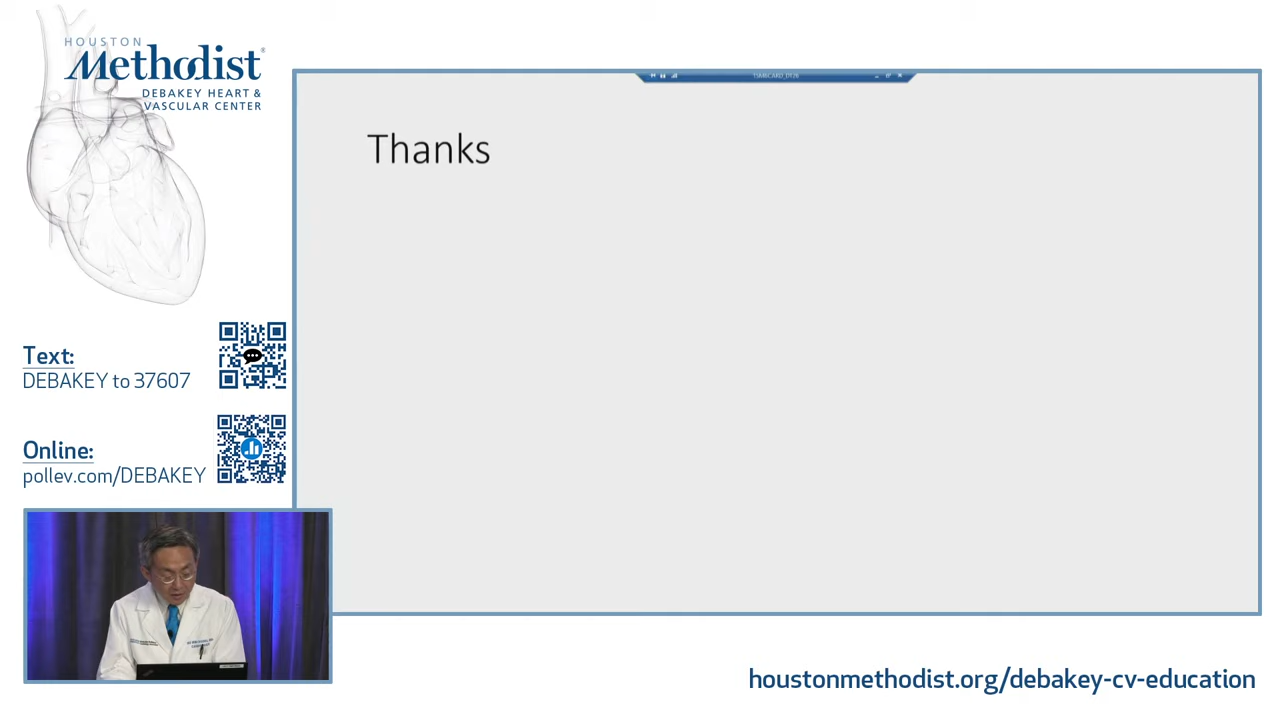 HOUSTON
Methodist®
DEBAKEY HEART &
VASCULAR CENTER
Thanks
Text:
DEBAKEY to 37607
Online:
pollev.com/DEBAKEY
houstonmethodist.org/debakey-cv-education